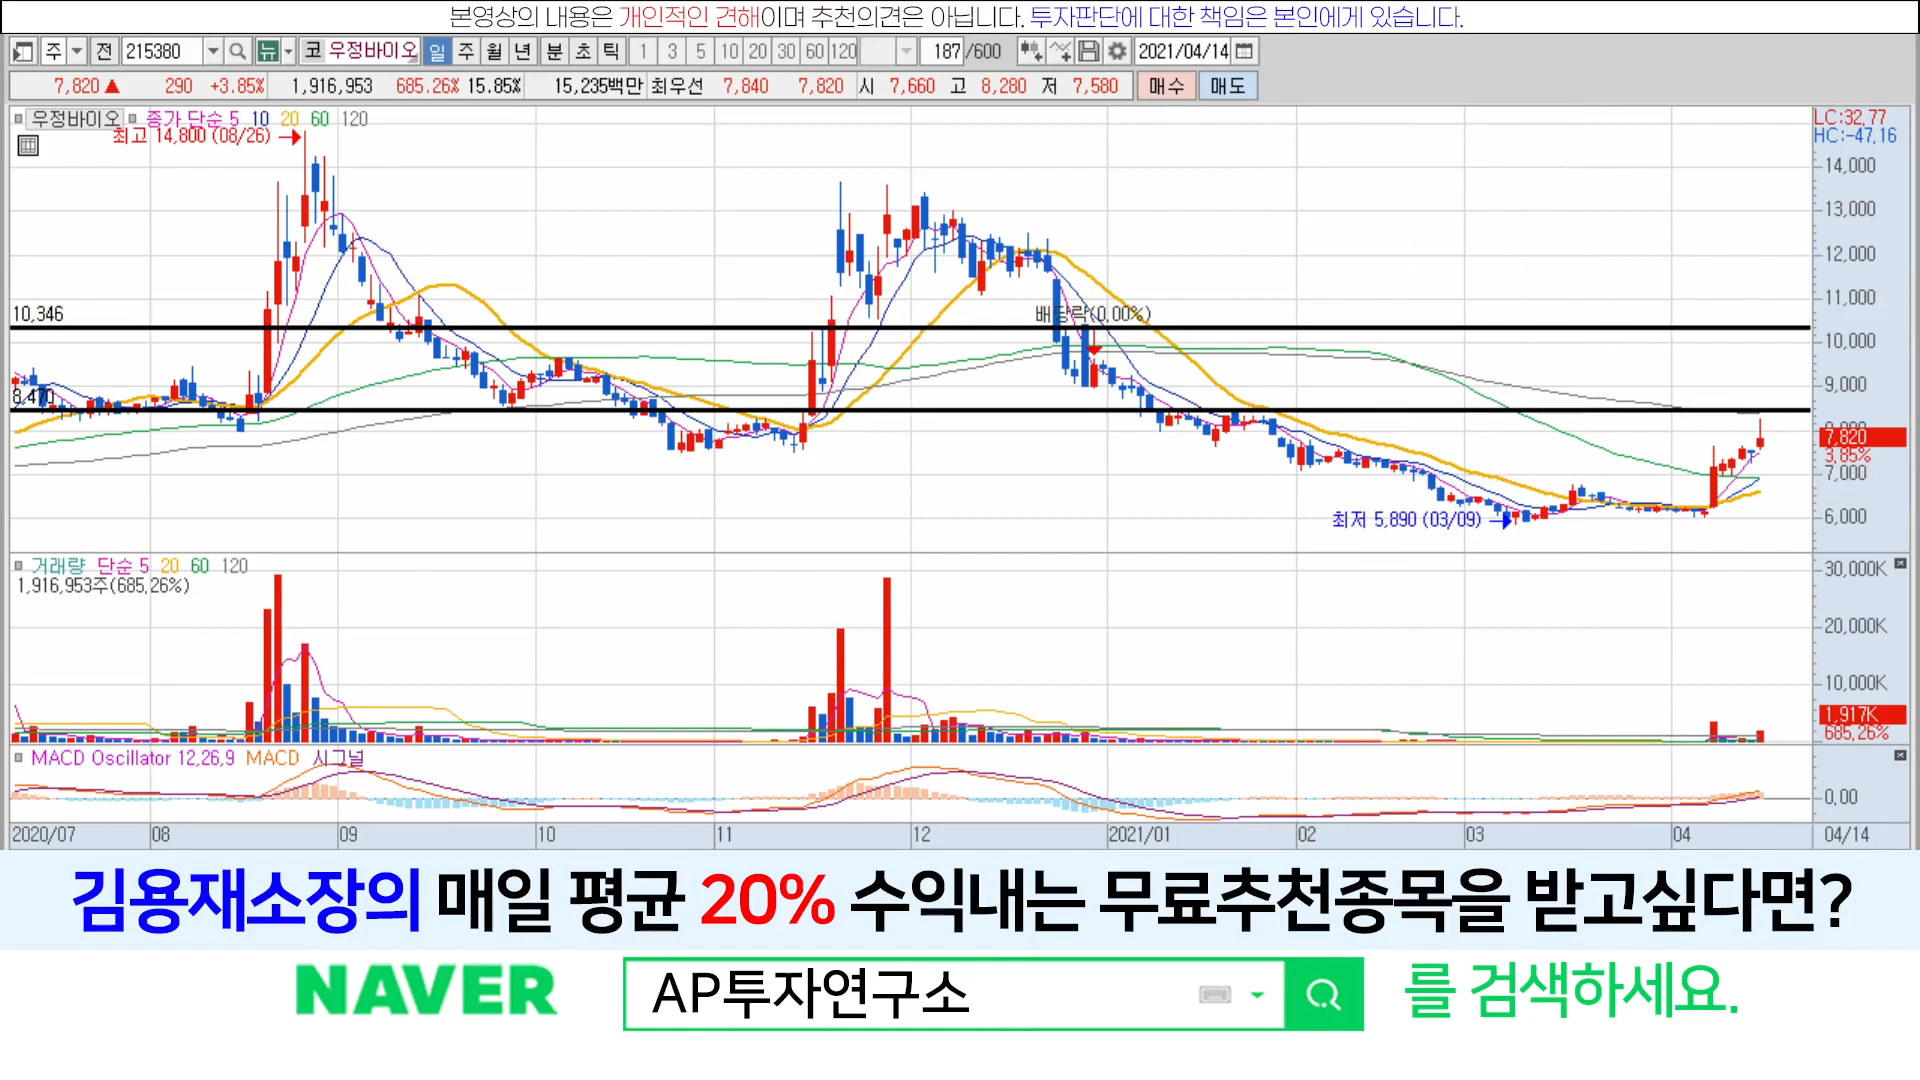 본영상의 내용은 개인적인 견해이며 추천의견은 아닙니다. 투자판단에 대한 책임은 본인에게 있습니다.
주 전 215380 뉴 코 우정바이오 일 주 월 년 분 초 틱 1 3 5 10 20 30 60 120 187 /600 2021/04/14
7,820 ▲ 290 +3.85% 1,916,953 685.26% 15.85% 15,235백만 최우선 7,840 7,820 시 7,660 고 8,280 저 7,580 매수 매도
우정바이오 종가 단순 5 10 20 60 120
최고 14,800 (08/26)
LC:32.77
HC:-47.16
14,000
13,000
12,000
11,000
10,346
배당락(0.00%)
10,000
9,000
8,470
7,820
3.85%
7,000
최저 5,890 (03/09)
6,000
거래량 단순 5 20 60 120
1,916,953주(685.26%)
30,000K
20,000K
10,000K
1,917K
685.26%
MACD Oscillator 12,26,9 MACD 시그널
0.00
2020/07 08 09 10 11 12 2021/01 02 03 04 04/14
김용재소장의 매일 평균 20% 수익내는 무료추천종목을 받고싶다면?
NAVER AP투자연구소 를 검색하세요.